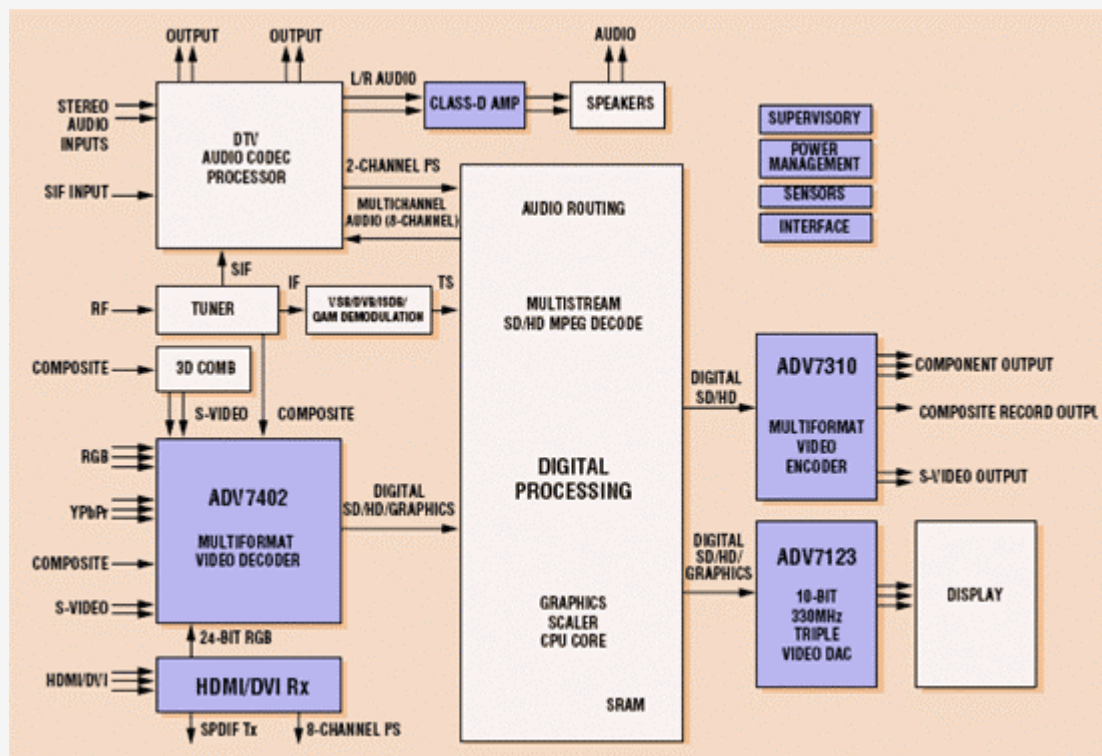 OUTPUT
OUTPUT
AUDIO
L/R AUDIO
STEREO
AUDIO
INPUTS
DTV
AUDIO CODEC
PROCESSOR
CLASS-D AMP
SPEAKERS
SUPERVISORY
POWER
MANAGEMENT
SENSORS
INTERFACE
SIF INPUT
2-CHANNEL I²S
MULTICHANNEL
AUDIO (8-CHANNEL)
AUDIO ROUTING
SIF
IF
TS
RF
TUNER
VSB/DVB/ISDB/
QAM DEMODULATION
MULTISTREAM
SD/HD MPEG DECODE
COMPOSITE
3D COMB
S-VIDEO
COMPOSITE
DIGITAL
SD/HD
ADV7310
MULTIFORMAT
VIDEO
ENCODER
COMPONENT OUTPUT
COMPOSITE RECORD OUTPU
S-VIDEO OUTPUT
RGB
YPbPr
COMPOSITE
S-VIDEO
ADV7402
MULTIFORMAT
VIDEO DECODER
DIGITAL
SD/HD/GRAPHICS
DIGITAL
PROCESSING
DIGITAL
SD/HD/
GRAPHICS
ADV7123
10-BIT
330MHz
TRIPLE
VIDEO DAC
DISPLAY
GRAPHICS
SCALER
CPU CORE
24-BIT RGB
HDMI/DVI
HDMI/DVI Rx
SRAM
SPDIF Tx
8-CHANNEL I²S